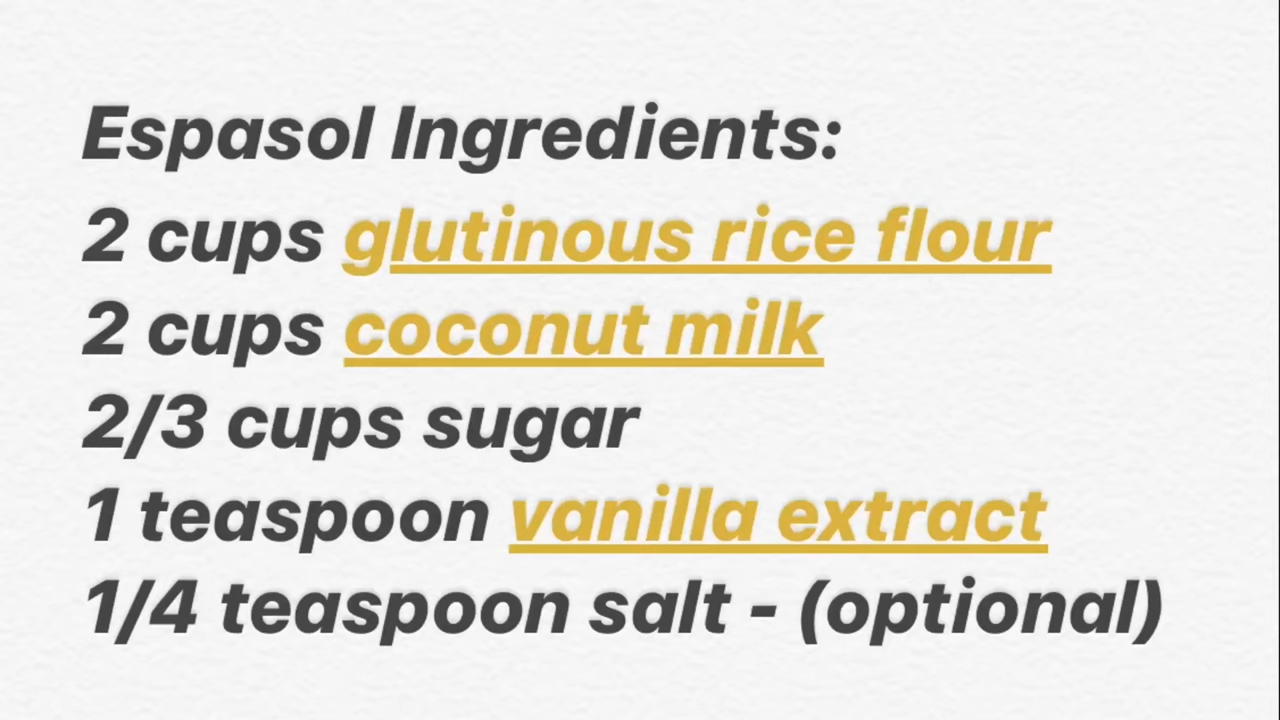 Espasol Ingredients:
2 cups glutinous rice flour
2 cups coconut milk
2/3 cups sugar
1 teaspoon vanilla extract
1/4 teaspoon salt - (optional)